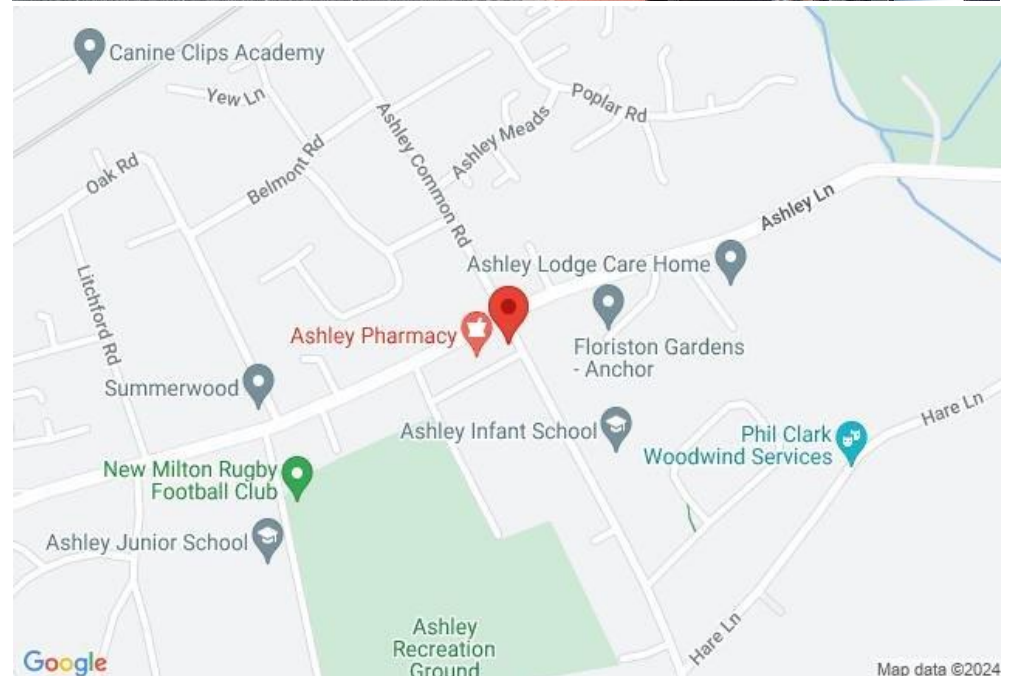 Canine Clips Academy
Yew Ln
Poplar Rd
Ashley Common Rd
Ashley Meads
Belmont Rd
Oak Rd
Ashley Ln
Ashley Lodge Care Home
Litchford Rd
Ashley Pharmacy
Floriston Gardens
- Anchor
Summerwood
Hare Ln
Ashley Infant School
Phil Clark
Woodwind Services
New Milton Rugby
Football Club
Ashley Junior School
Ashley
Recreation
Ground
Hare Ln
Google
Map data ©2024